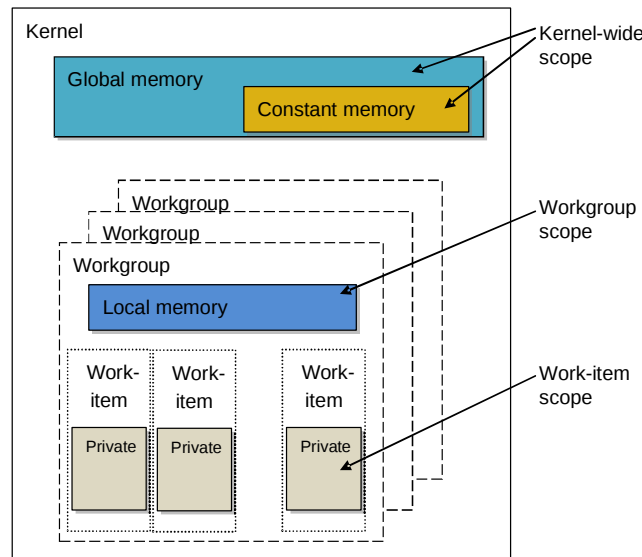 Kernel
Kernel-wide
scope
Global memory
Constant memory
Workgroup
Workgroup
Workgroup
Workgroup
scope
Local memory
Work-
item
Work-
item
Work-
item
Work-item
scope
Private
Private
Private